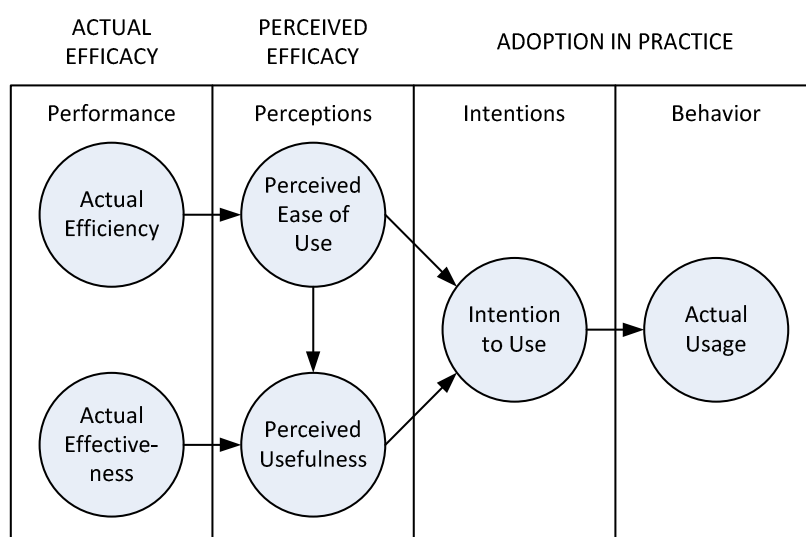 ACTUAL
EFFICACY
PERCEIVED
EFFICACY
ADOPTION IN PRACTICE
Performance
Perceptions
Intentions
Behavior
Actual
Efficiency
Perceived
Ease of
Use
Intention
to Use
Actual
Usage
Actual
Effective-
ness
Perceived
Usefulness